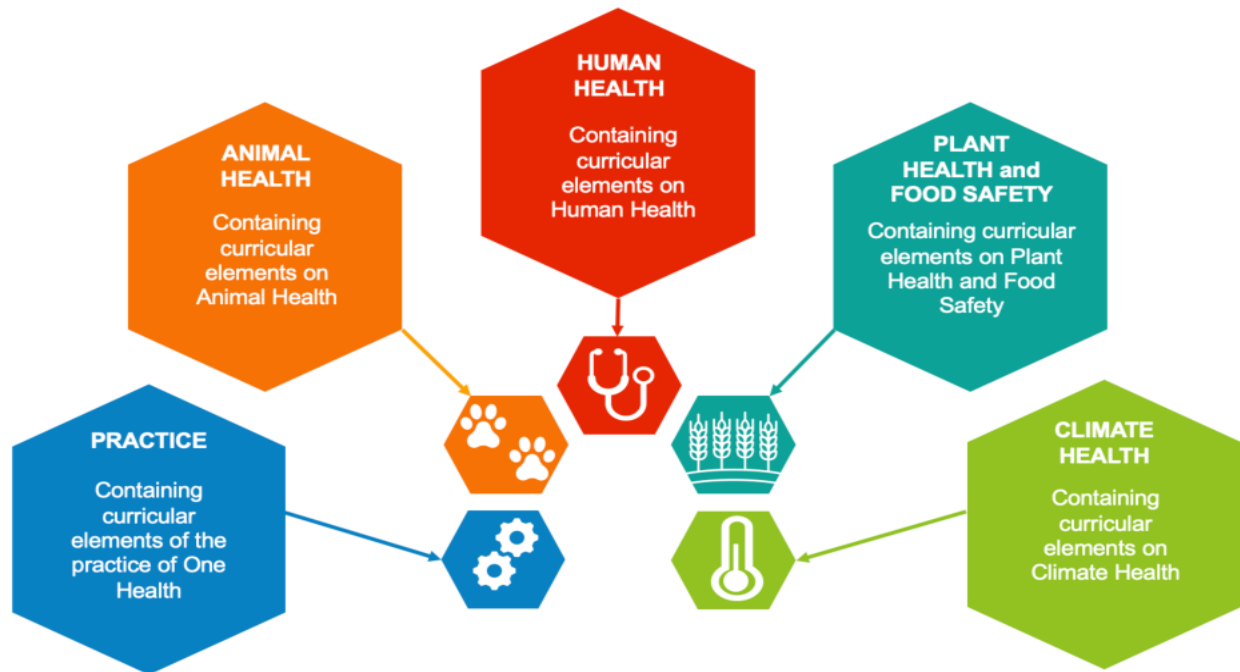 HUMAN
HEALTH
Containing
curricular
elements on
Human Health
ANIMAL
HEALTH
Containing
curricular
elements on
Animal Health
PLANT
HEALTH and
FOOD SAFETY
Containing curricular
elements on Plant
Health and Food
Safety
PRACTICE
Containing
curricular
elements of the
practice of One
Health
CLIMATE
HEALTH
Containing
curricular
elements on
Climate Health